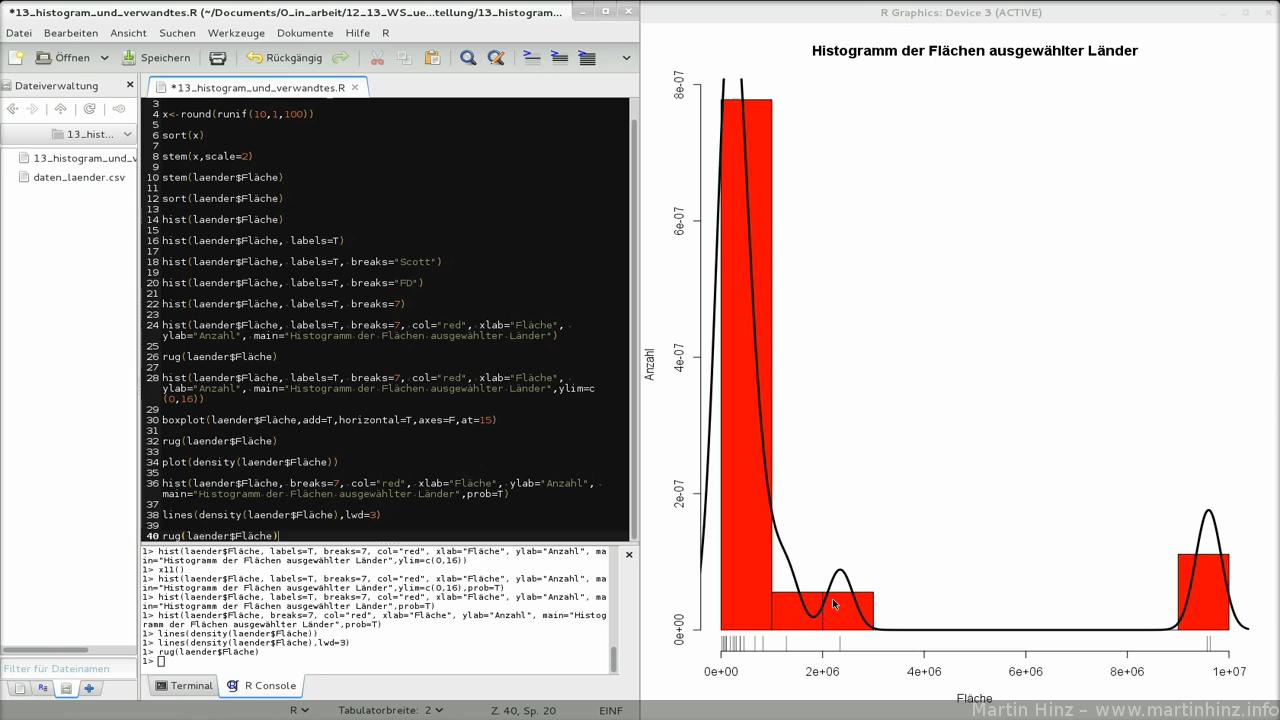 *13_histogram_und_verwandtes.R (~/Documents/O_in_arbeit/12_13_WS_ue...tellung/13_histogram...
Datei Bearbeiten Ansicht Suchen Werkzeuge Dokumente Hilfe R
Öffnen Speichern Rückgängig
Dateiverwaltung
*13_histogram_und_verwandtes.R
13_hist...
13_histogram_und_v
daten_laender.csv
3
4 x<-round(runif(10,1,100))
5
6 sort(x)
7
8 stem(x,scale=2)
9
10 stem(laender$Fläche)
11
12 sort(laender$Fläche)
13
14 hist(laender$Fläche)
15
16 hist(laender$Fläche, labels=T)
17
18 hist(laender$Fläche, labels=T, breaks="Scott")
19
20 hist(laender$Fläche, labels=T, breaks="FD")
21
22 hist(laender$Fläche, labels=T, breaks=7)
23
24 hist(laender$Fläche, labels=T, breaks=7, col="red", xlab="Fläche",
ylab="Anzahl", main="Histogramm der Flächen ausgewählter Länder")
25
26 rug(laender$Fläche)
27
28 hist(laender$Fläche, labels=T, breaks=7, col="red", xlab="Fläche",
ylab="Anzahl", main="Histogramm der Flächen ausgewählter Länder",ylim=c
(0,16))
29
30 boxplot(laender$Fläche,add=T,horizontal=T,axes=F,at=15)
31
32 rug(laender$Fläche)
33
34 plot(density(laender$Fläche))
35
36 hist(laender$Fläche, breaks=7, col="red", xlab="Fläche", ylab="Anzahl",
main="Histogramm der Flächen ausgewählter Länder",prob=T)
37
38 lines(density(laender$Fläche),lwd=3)
39
40 rug(laender$Fläche)
1> hist(laender$Fläche, labels=T, breaks=7, col="red", xlab="Fläche", ylab="Anzahl", ma
in="Histogramm der Flächen ausgewählter Länder",ylim=c(0,16))
1> x11()
1> hist(laender$Fläche, labels=T, breaks=7, col="red", xlab="Fläche", ylab="Anzahl", ma
in="Histogramm der Flächen ausgewählter Länder",ylim=c(0,16),prob=T)
1> hist(laender$Fläche, labels=T, breaks=7, col="red", xlab="Fläche", ylab="Anzahl", ma
in="Histogramm der Flächen ausgewählter Länder",prob=T)
1> hist(laender$Fläche, breaks=7, col="red", xlab="Fläche", ylab="Anzahl", main="Histog
ramm der Flächen ausgewählter Länder",prob=T)
1> lines(density(laender$Fläche))
1> lines(density(laender$Fläche),lwd=3)
1> rug(laender$Fläche)
1>
Filter für Dateinamen
Terminal R Console
R Tabulatorbreite: 2 Z. 40, Sp. 20 EINF
R Graphics: Device 3 (ACTIVE)
Histogramm der Flächen ausgewählter Länder
8e-07
6e-07
4e-07
2e-07
0e+00
Anzahl
0e+00 2e+06 4e+06 6e+06 8e+06 1e+07
Fläche
Martin Hinz - www.martinhinz.info